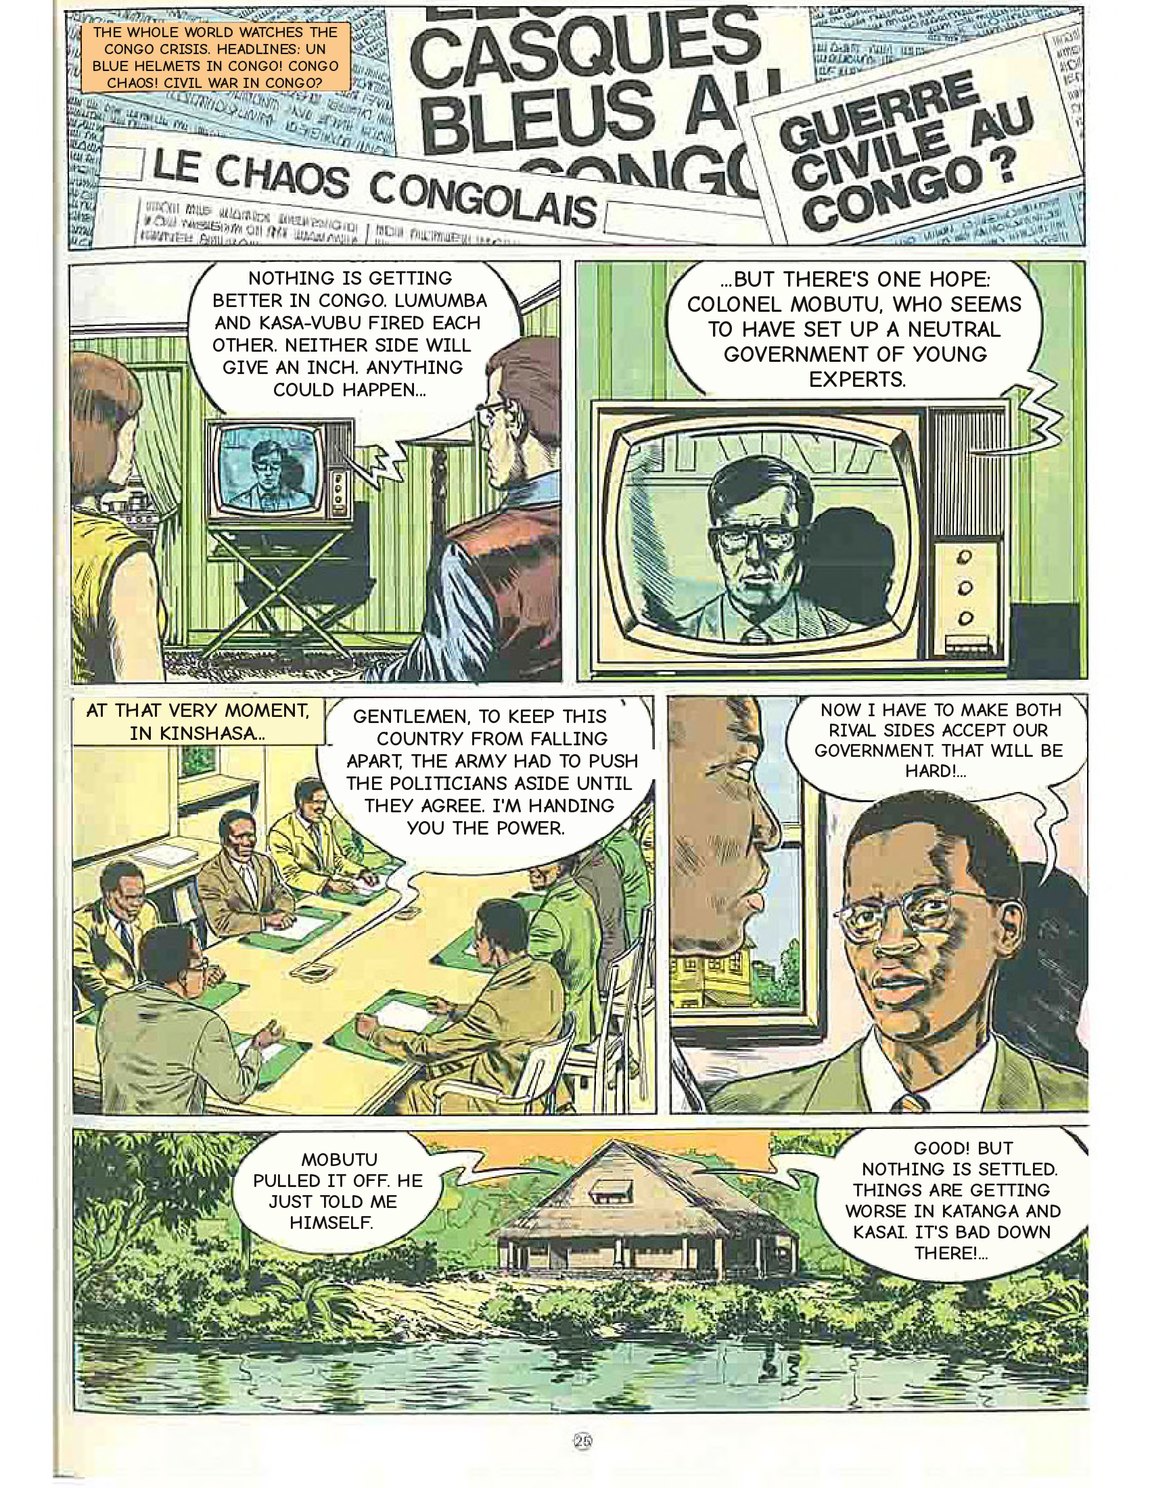 THE WHOLE WORLD WATCHES THE
CONGO CRISIS. HEADLINES: UN
BLUE HELMETS IN CONGO! CONGO
CHAOS! CIVIL WAR IN CONGO?
CASQUES
BLEUS AU
CONGO
GUERRE
CIVILE AU
CONGO?
LE CHAOS CONGOLAIS
NOTHING IS GETTING
BETTER IN CONGO. LUMUMBA
AND KASA-VUBU FIRED EACH
OTHER. NEITHER SIDE WILL
GIVE AN INCH. ANYTHING
COULD HAPPEN...
...BUT THERE'S ONE HOPE:
COLONEL MOBUTU, WHO SEEMS
TO HAVE SET UP A NEUTRAL
GOVERNMENT OF YOUNG
EXPERTS.
AT THAT VERY MOMENT,
IN KINSHASA...
GENTLEMEN, TO KEEP THIS
COUNTRY FROM FALLING
APART, THE ARMY HAD TO PUSH
THE POLITICIANS ASIDE UNTIL
THEY AGREE. I'M HANDING
YOU THE POWER.
NOW I HAVE TO MAKE BOTH
RIVAL SIDES ACCEPT OUR
GOVERNMENT. THAT WILL BE
HARD!...
MOBUTU
PULLED IT OFF. HE
JUST TOLD ME
HIMSELF.
GOOD! BUT
NOTHING IS SETTLED.
THINGS ARE GETTING
WORSE IN KATANGA AND
KASAI. IT'S BAD DOWN
THERE!...
25